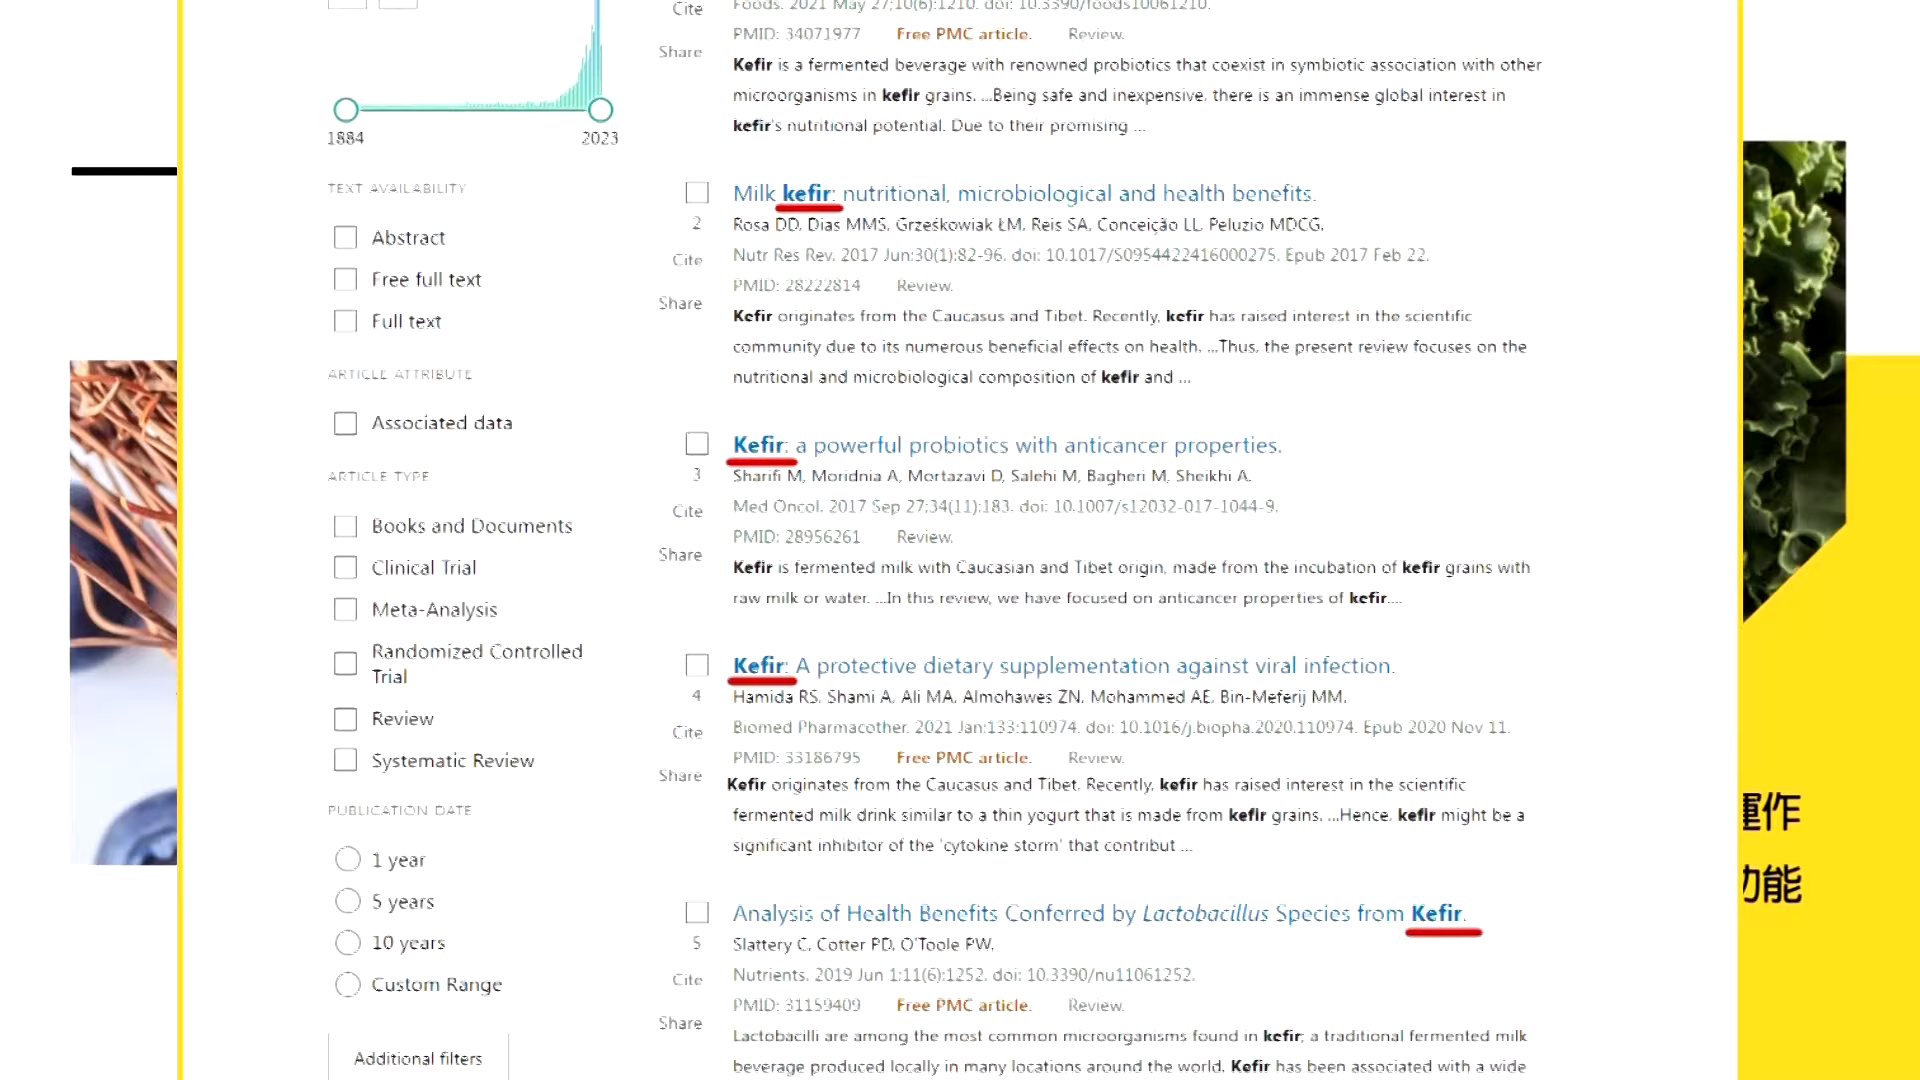 1884
2023
TEXT AVAILABILITY
Abstract
Free full text
Full text
ARTICLE ATTRIBUTE
Associated data
ARTICLE TYPE
Books and Documents
Clinical Trial
Meta-Analysis
Randomized Controlled
Trial
Review
Systematic Review
PUBLICATION DATE
1 year
5 years
10 years
Custom Range
Additional filters
Cite
Foods. 2021 May 27;10(6):1210. doi: 10.3390/foods10061210.
PMID: 34071977 Free PMC article. Review.
Share
Kefir is a fermented beverage with renowned probiotics that coexist in symbiotic association with other
microorganisms in kefir grains. ...Being safe and inexpensive, there is an immense global interest in
kefir's nutritional potential. Due to their promising ...
Milk kefir: nutritional, microbiological and health benefits.
2
Rosa DD, Dias MMS, Grześkowiak ŁM, Reis SA, Conceição LL, Peluzio MDCG.
Cite
Nutr Res Rev. 2017 Jun;30(1):82-96. doi: 10.1017/S0954422416000275. Epub 2017 Feb 22.
PMID: 28222814 Review.
Share
Kefir originates from the Caucasus and Tibet. Recently, kefir has raised interest in the scientific
community due to its numerous beneficial effects on health. ...Thus, the present review focuses on the
nutritional and microbiological composition of kefir and ...
Kefir: a powerful probiotics with anticancer properties.
3
Sharifi M, Moridnia A, Mortazavi D, Salehi M, Bagheri M, Sheikhi A.
Cite
Med Oncol. 2017 Sep 27;34(11):183. doi: 10.1007/s12032-017-1044-9.
PMID: 28956261 Review.
Share
Kefir is fermented milk with Caucasian and Tibet origin, made from the incubation of kefir grains with
raw milk or water. ...In this review, we have focused on anticancer properties of kefir....
Kefir: A protective dietary supplementation against viral infection.
4
Hamida RS, Shami A, Ali MA, Almohawes ZN, Mohammed AE, Bin-Meferij MM.
Cite
Biomed Pharmacother. 2021 Jan;133:110974. doi: 10.1016/j.biopha.2020.110974. Epub 2020 Nov 11.
PMID: 33186795 Free PMC article. Review.
Share
Kefir originates from the Caucasus and Tibet. Recently, kefir has raised interest in the scientific
fermented milk drink similar to a thin yogurt that is made from kefir grains. ...Hence, kefir might be a
significant inhibitor of the 'cytokine storm' that contribut ...
Analysis of Health Benefits Conferred by Lactobacillus Species from Kefir.
5
Slattery C, Cotter PD, O'Toole PW.
Cite
Nutrients. 2019 Jun 1;11(6):1252. doi: 10.3390/nu11061252.
PMID: 31159409 Free PMC article. Review.
Share
Lactobacilli are among the most common microorganisms found in kefir; a traditional fermented milk
beverage produced locally in many locations around the world. Kefir has been associated with a wide
運作
功能